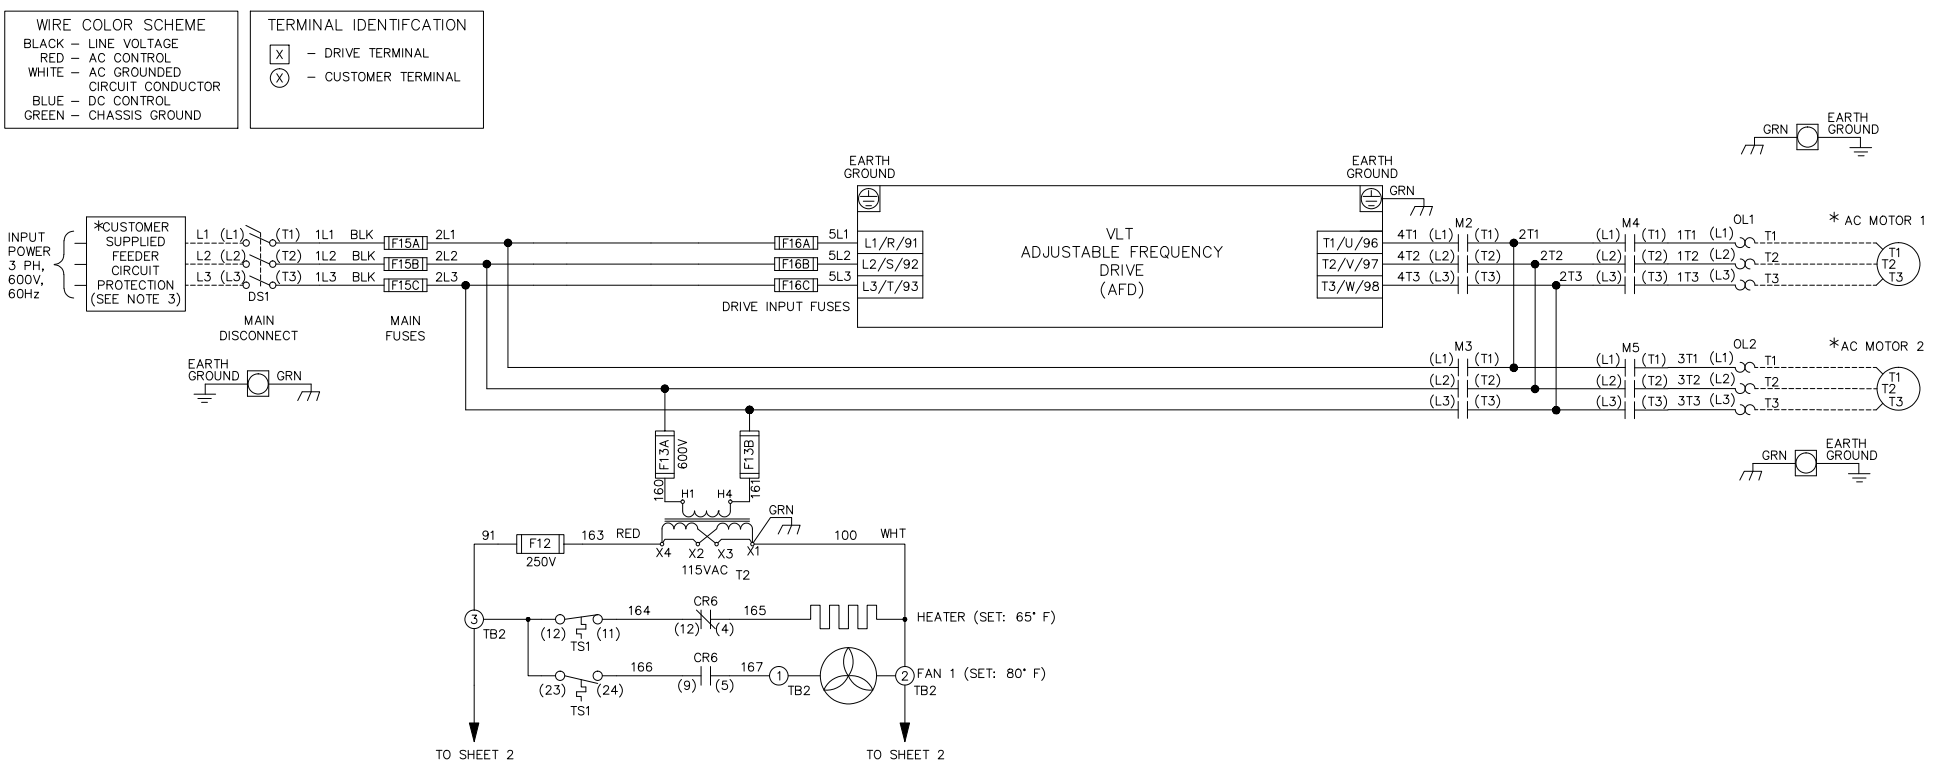 WIRE COLOR SCHEME
BLACK – LINE VOLTAGE
RED – AC CONTROL
WHITE – AC GROUNDED
CIRCUIT CONDUCTOR
BLUE – DC CONTROL
GREEN – CHASSIS GROUND
TERMINAL IDENTIFCATION
X – DRIVE TERMINAL
X – CUSTOMER TERMINAL
INPUT
POWER
3 PH,
600V,
60Hz
*CUSTOMER
SUPPLIED
FEEDER
CIRCUIT
PROTECTION
(SEE NOTE 3)
L1 (L1) (T1) 1L1 BLK F15A 2L1
L2 (L2) (T2) 1L2 BLK F15B 2L2
L3 (L3) (T3) 1L3 BLK F15C 2L3
DS1
MAIN
DISCONNECT
MAIN
FUSES
EARTH
GROUND GRN
F16A 5L1 L1/R/91
F16B 5L2 L2/S/92
F16C 5L3 L3/T/93
DRIVE INPUT FUSES
EARTH
GROUND
VLT
ADJUSTABLE FREQUENCY
DRIVE
(AFD)
EARTH
GROUND
GRN
T1/U/96 4T1 (L1) M2 (T1) 2T1 (L1) M4 (T1) 1T1 (L1) OL1 T1
T2/V/97 4T2 (L2) (T2) 2T2 (L2) (T2) 1T2 (L2) T2
T3/W/98 4T3 (L3) (T3) 2T3 (L3) (T3) 1T3 (L3) T3
GRN EARTH
GROUND
* AC MOTOR 1
T1
T2
T3
(L1) M3 (T1) (L1) M5 (T1) 3T1 (L1) OL2 T1
(L2) (T2) (L2) (T2) 3T2 (L2) T2
(L3) (T3) (L3) (T3) 3T3 (L3) T3
*AC MOTOR 2
T1
T2
T3
GRN EARTH
GROUND
F13A
600V
F13B
160
161
H1 H4
GRN
91 F12 163 RED
250V
X4 X2 X3 X1
100 WHT
115VAC T2
3
TB2
(12) (11)
TS1
164
CR6
(12) (4)
165
HEATER (SET: 65° F)
(23) (24)
TS1
166
CR6
(9) (5)
167
1
TB2
2
TB2
FAN 1 (SET: 80° F)
TO SHEET 2
TO SHEET 2